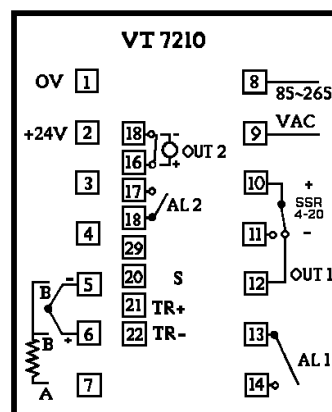 VT 7210
OV 1 8 85~265
+24V 2 18 - 9 VAC
16 + OUT 2
3 17 10 +
18 AL 2 SSR
4-20
4 29 11 -
B - 5 20 S 12 OUT 1
21 TR+
B + 6 22 TR- 13
AL 1
A 7 14